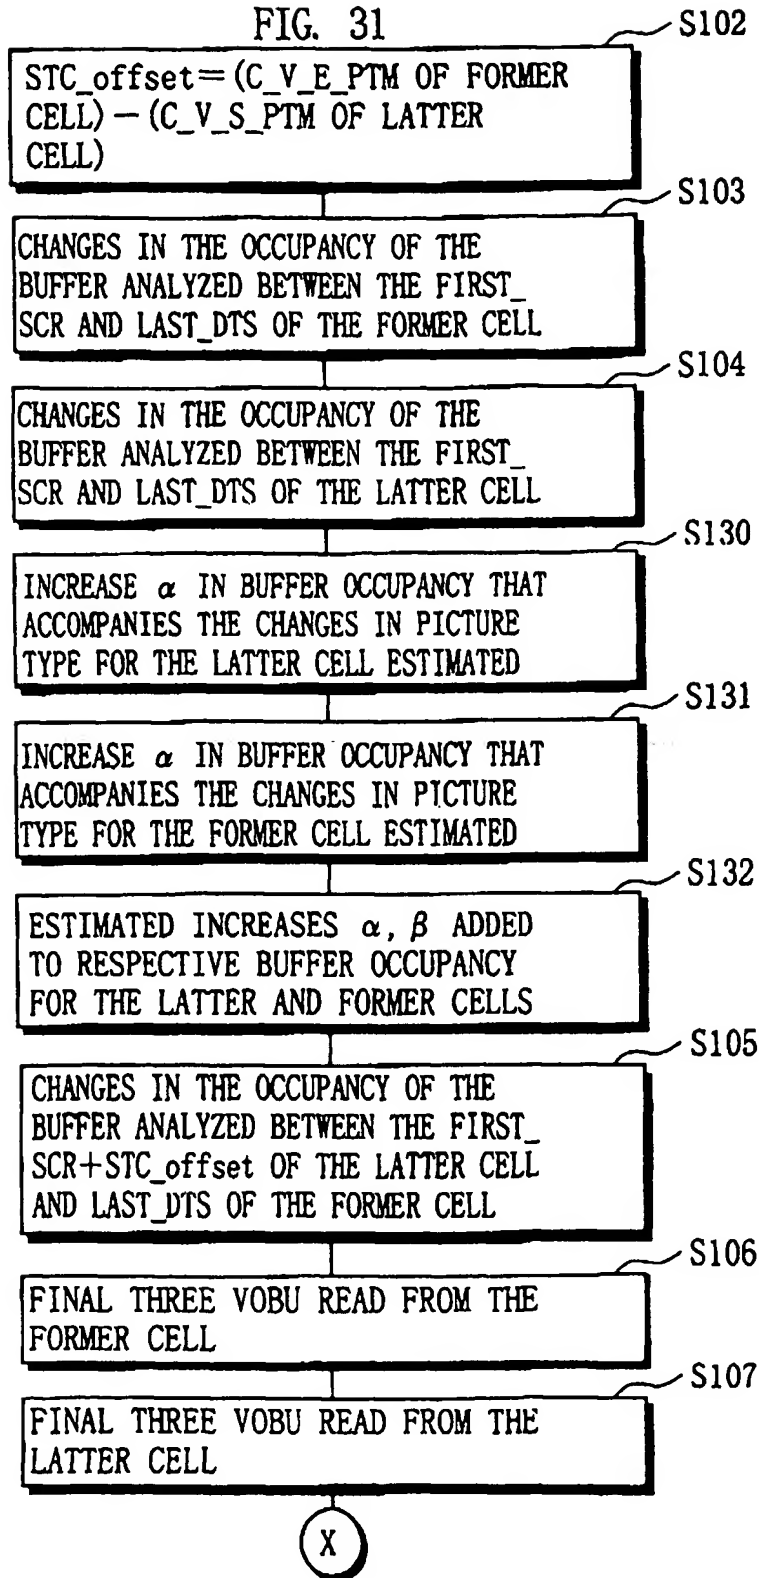 FIG. 31
S102
STC_offset=(C_V_E_PTM OF FORMER
CELL)-(C_V_S_PTM OF LATTER
CELL)
S103
CHANGES IN THE OCCUPANCY OF THE
BUFFER ANALYZED BETWEEN THE FIRST_
SCR AND LAST_DTS OF THE FORMER CELL
S104
CHANGES IN THE OCCUPANCY OF THE
BUFFER ANALYZED BETWEEN THE FIRST_
SCR AND LAST_DTS OF THE LATTER CELL
S130
INCREASE α IN BUFFER OCCUPANCY THAT
ACCOMPANIES THE CHANGES IN PICTURE
TYPE FOR THE LATTER CELL ESTIMATED
S131
INCREASE α IN BUFFER OCCUPANCY THAT
ACCOMPANIES THE CHANGES IN PICTURE
TYPE FOR THE FORMER CELL ESTIMATED
S132
ESTIMATED INCREASES α, β ADDED
TO RESPECTIVE BUFFER OCCUPANCY
FOR THE LATTER AND FORMER CELLS
S105
CHANGES IN THE OCCUPANCY OF THE
BUFFER ANALYZED BETWEEN THE FIRST_
SCR+STC_offset OF THE LATTER CELL
AND LAST_DTS OF THE FORMER CELL
S106
FINAL THREE VOBU READ FROM THE
FORMER CELL
S107
FINAL THREE VOBU READ FROM THE
LATTER CELL
X